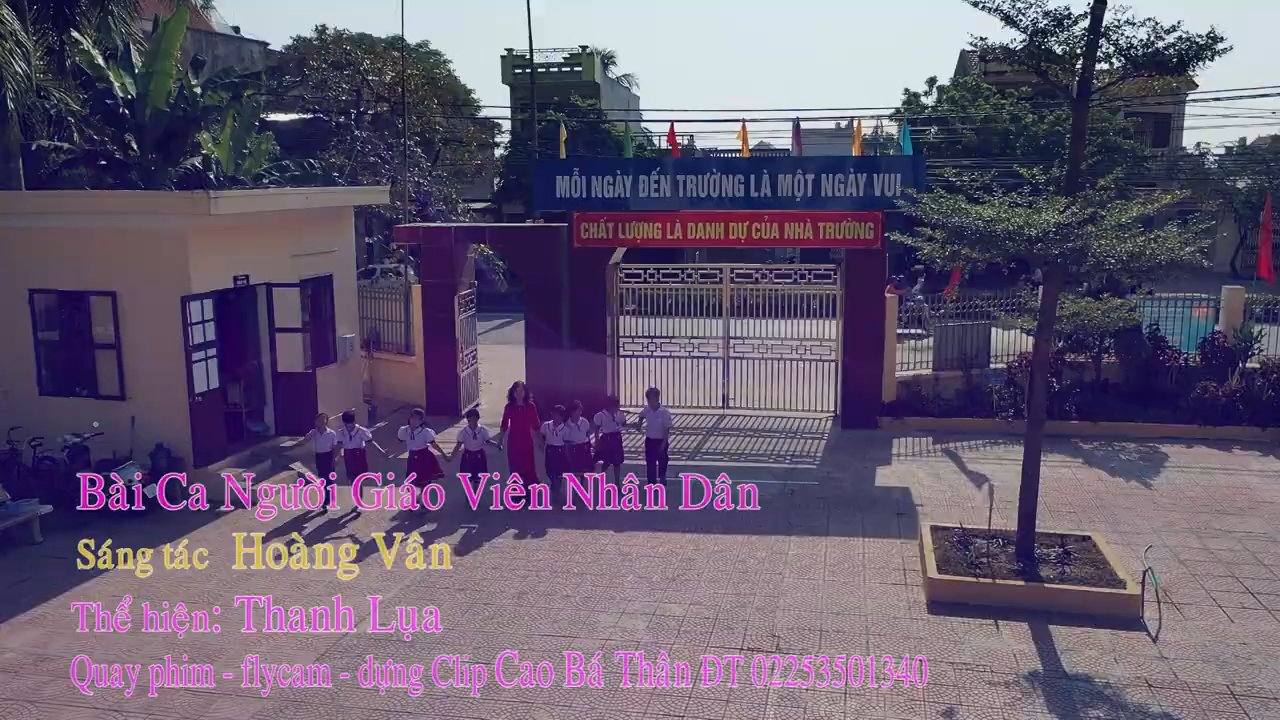 MỖI NGÀY ĐẾN TRƯỜNG LÀ MỘT NGÀY VUI
CHẤT LƯỢNG LÀ DANH DỰ CỦA NHÀ TRƯỜNG
Bài Ca Người Giáo Viên Nhân Dân
Sáng tác Hoàng Vân
Thể hiện: Thanh Lụa
Quay phim - flycam - dựng Clip Cao Bá Thân ĐT 02253501340